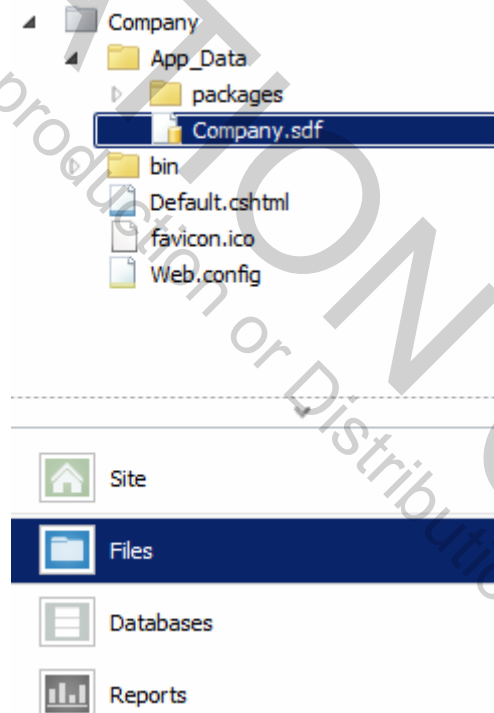 Company
App_Data
packages
Company.sdf
bin
Default.cshtml
favicon.ico
Web.config
Site
Files
Databases
Reports